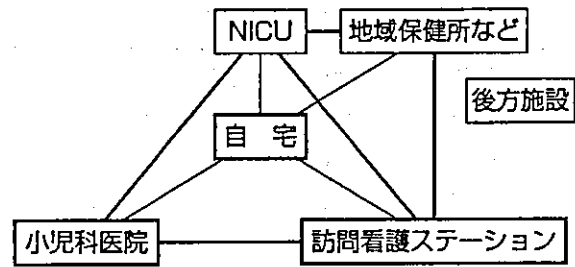 NICU
地域保健所など
後方施設
自 宅
小児科医院
訪問看護ステーション